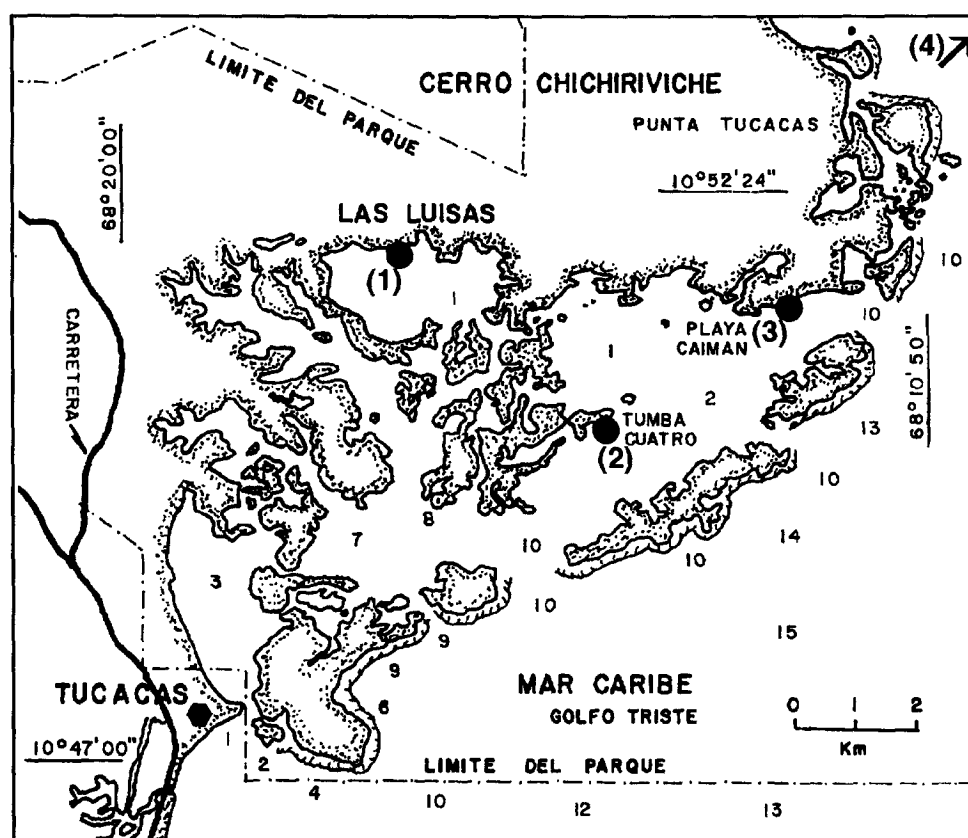 (4)
LIMITE DEL PARQUE
CERRO CHICHIRIVICHE
PUNTA TUCACAS
68°20'00"
10°52'24"
LAS LUISAS
(1)
1
10
10
PLAYA
CAIMAN
(3)
1
2
CARRETERA
68°10'50"
13
TUMBA
CUATRO
(2)
10
8
7
10
14
10
3
10
9
15
9
MAR CARIBE
GOLFO TRISTE
6
TUCACAS
0 1 2
Km
1
10°47'00"
2
LIMITE DEL PARQUE
4
10
12
13